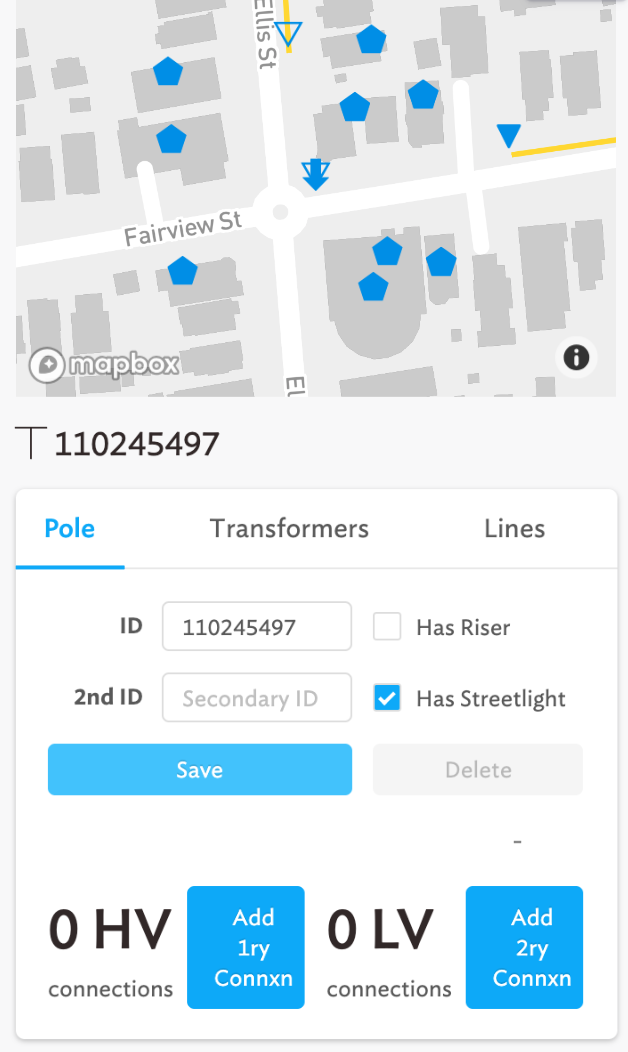 Ellis St
Fairview St
mapbox
El
110245497
Pole
Transformers
Lines
ID
110245497
Has Riser
2nd ID
Secondary ID
Has Streetlight
Save
Delete
-
0 HV
connections
Add
1ry
Connxn
0 LV
connections
Add
2ry
Connxn